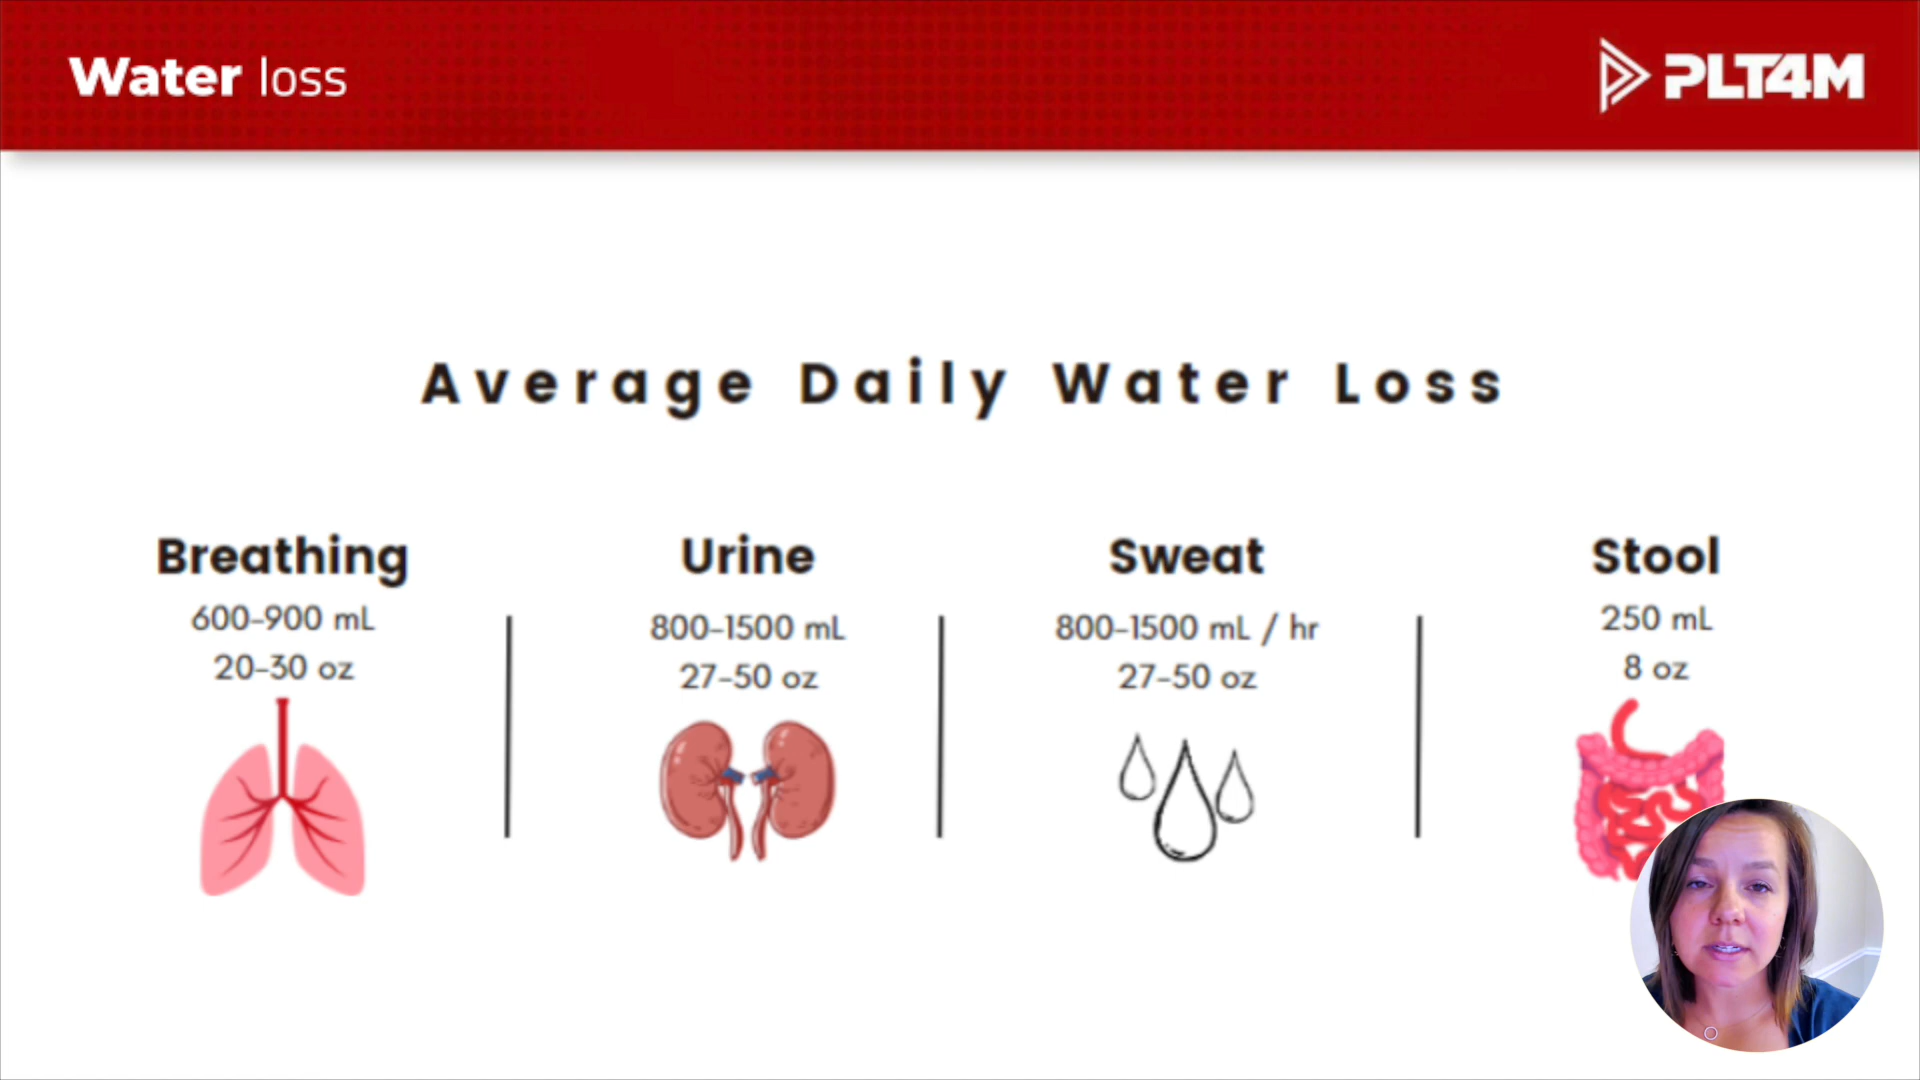 Water loss
PLT4M
Average Daily Water Loss
Breathing
600-900 mL
20-30 oz
Urine
800-1500 mL
27-50 oz
Sweat
800-1500 mL / hr
27-50 oz
Stool
250 mL
8 oz